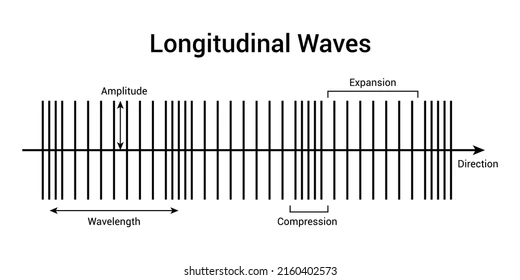 Longitudinal Waves
Expansion
Amplitude
Direction
Wavelength
Compression
shutterstock.com · 2160402573